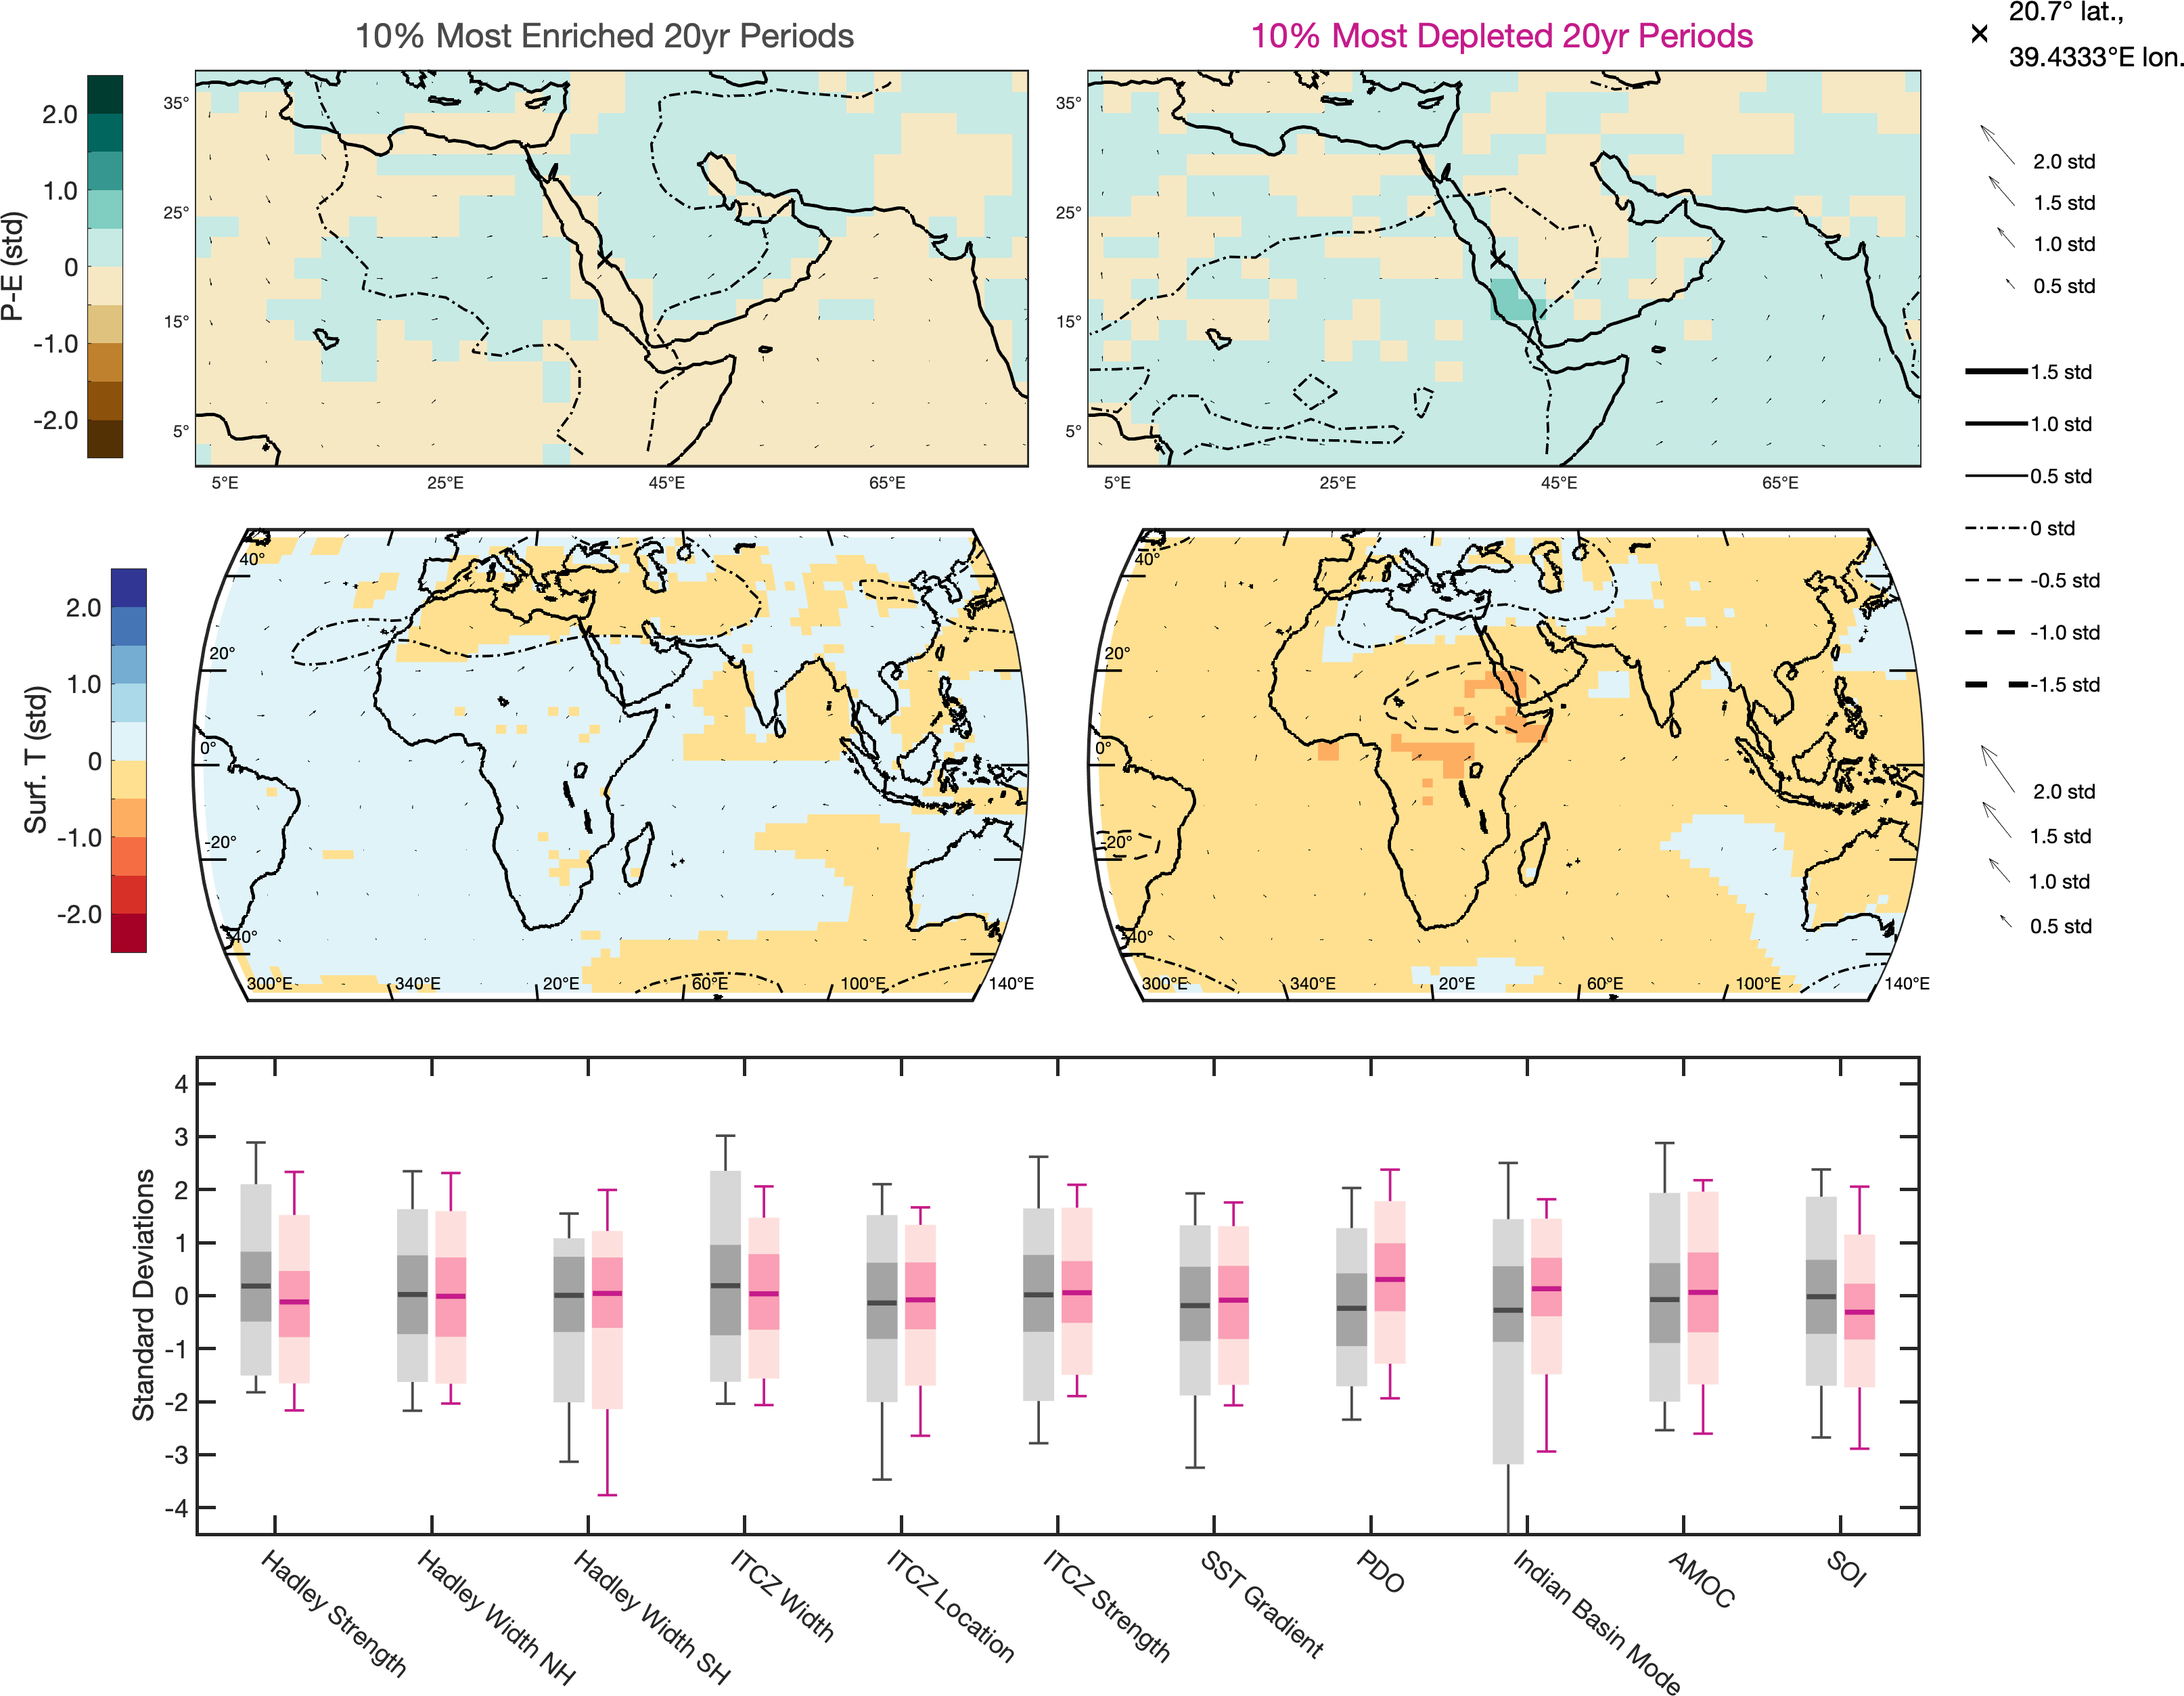 10% Most Enriched 20yr Periods
10% Most Depleted 20yr Periods
20.7° lat.,
39.4333°E lon.
P-E (std)
2.0
1.0
0
-1.0
-2.0
35°
25°
15°
5°
5°E
25°E
45°E
65°E
35°
25°
15°
5°
5°E
25°E
45°E
65°E
2.0 std
1.5 std
1.0 std
0.5 std
1.5 std
1.0 std
0.5 std
0 std
-0.5 std
-1.0 std
-1.5 std
Surf. T (std)
2.0
1.0
0
-1.0
-2.0
40°
20°
0°
-20°
-40°
300°E
340°E
20°E
60°E
100°E
140°E
40°
20°
0°
-20°
-40°
300°E
340°E
20°E
60°E
100°E
140°E
2.0 std
1.5 std
1.0 std
0.5 std
Standard Deviations
4
3
2
1
0
-1
-2
-3
-4
Hadley Strength
Hadley Width NH
Hadley Width SH
ITCZ Width
ITCZ Location
ITCZ Strength
SST Gradient
PDO
Indian Basin Mode
AMOC
SOI